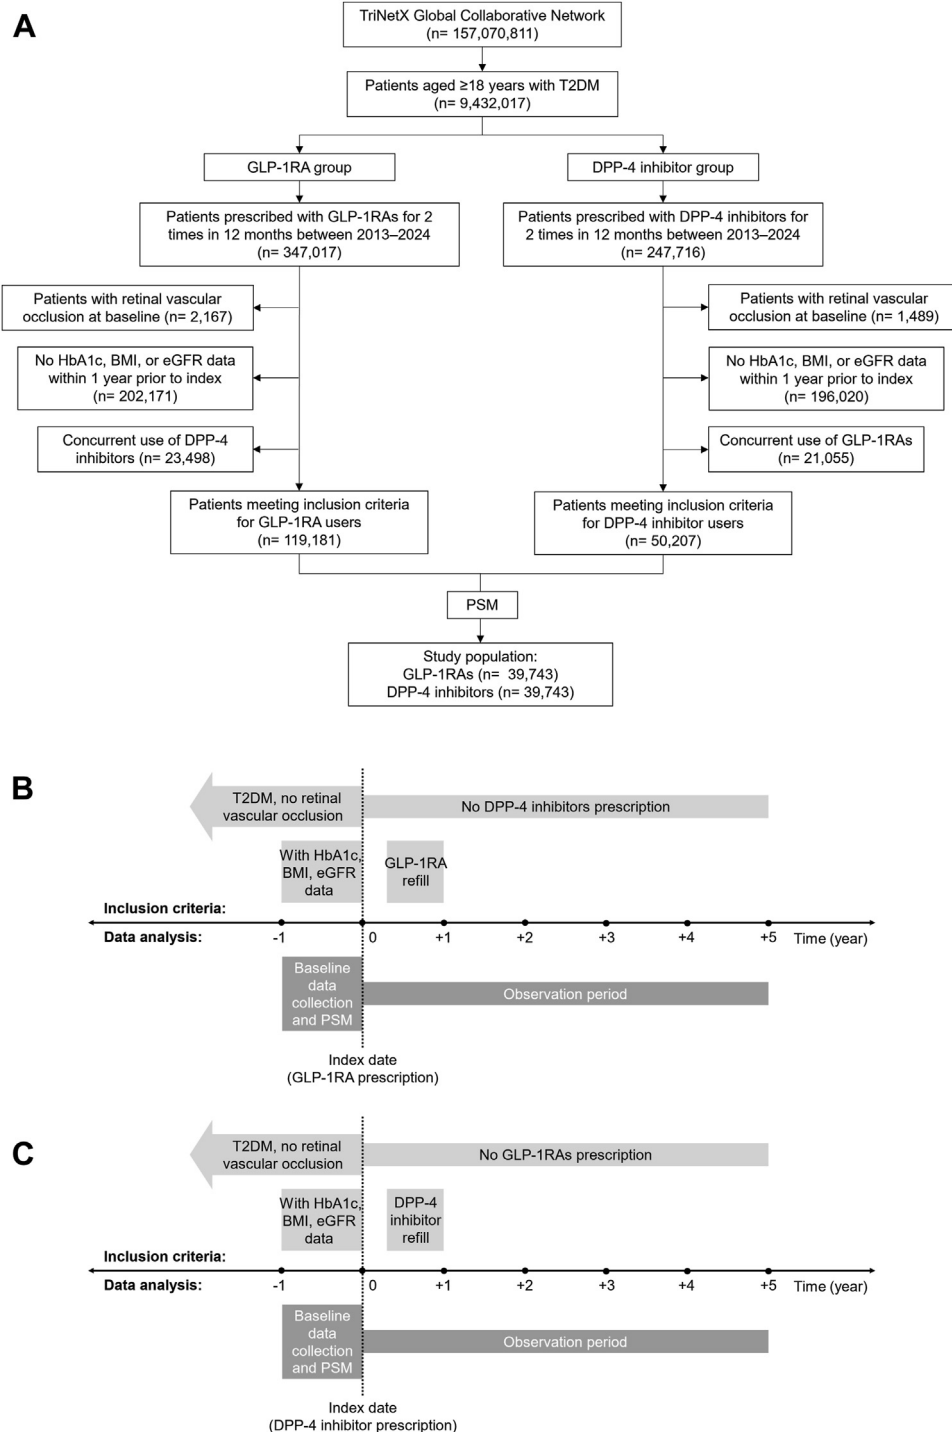 A
TriNetX Global Collaborative Network
(n= 157,070,811)
Patients aged ≥18 years with T2DM
(n= 9,432,017)
GLP-1RA group
DPP-4 inhibitor group
Patients prescribed with GLP-1RAs for 2
times in 12 months between 2013–2024
(n= 347,017)
Patients prescribed with DPP-4 inhibitors for
2 times in 12 months between 2013–2024
(n= 247,716)
Patients with retinal vascular
occlusion at baseline (n= 2,167)
Patients with retinal vascular
occlusion at baseline (n= 1,489)
No HbA1c, BMI, or eGFR data
within 1 year prior to index
(n= 202,171)
No HbA1c, BMI, or eGFR data
within 1 year prior to index
(n= 196,020)
Concurrent use of DPP-4
inhibitors (n= 23,498)
Concurrent use of GLP-1RAs
(n= 21,055)
Patients meeting inclusion criteria
for GLP-1RA users
(n= 119,181)
Patients meeting inclusion criteria
for DPP-4 inhibitor users
(n= 50,207)
PSM
Study population:
GLP-1RAs (n=  39,743)
DPP-4 inhibitors (n= 39,743)
B
T2DM, no retinal
vascular occlusion
No DPP-4 inhibitors prescription
With HbA1c,
BMI, eGFR
data
GLP-1RA
refill
Inclusion criteria:
Data analysis:
-1 0 +1 +2 +3 +4 +5 Time (year)
Baseline
data
collection
and PSM
Observation period
Index date
(GLP-1RA prescription)
C
T2DM, no retinal
vascular occlusion
No GLP-1RAs prescription
With HbA1c,
BMI, eGFR
data
DPP-4
inhibitor
refill
Inclusion criteria:
Data analysis:
-1 0 +1 +2 +3 +4 +5 Time (year)
Baseline
data
collection
and PSM
Observation period
Index date
(DPP-4 inhibitor prescription)